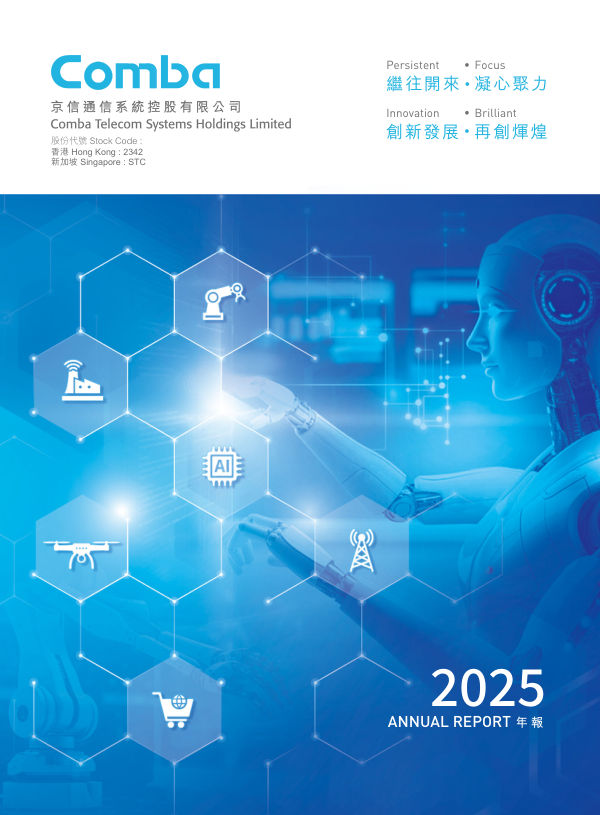 Comba
京信通信系統控股有限公司
Comba Telecom Systems Holdings Limited
股份代號 Stock Code :
香港 Hong Kong : 2342
新加坡 Singapore : STC
Persistent • Focus
繼往開來 • 凝心聚力
Innovation • Brilliant
創新發展 • 再創輝煌
AI
2025
ANNUAL REPORT 年報